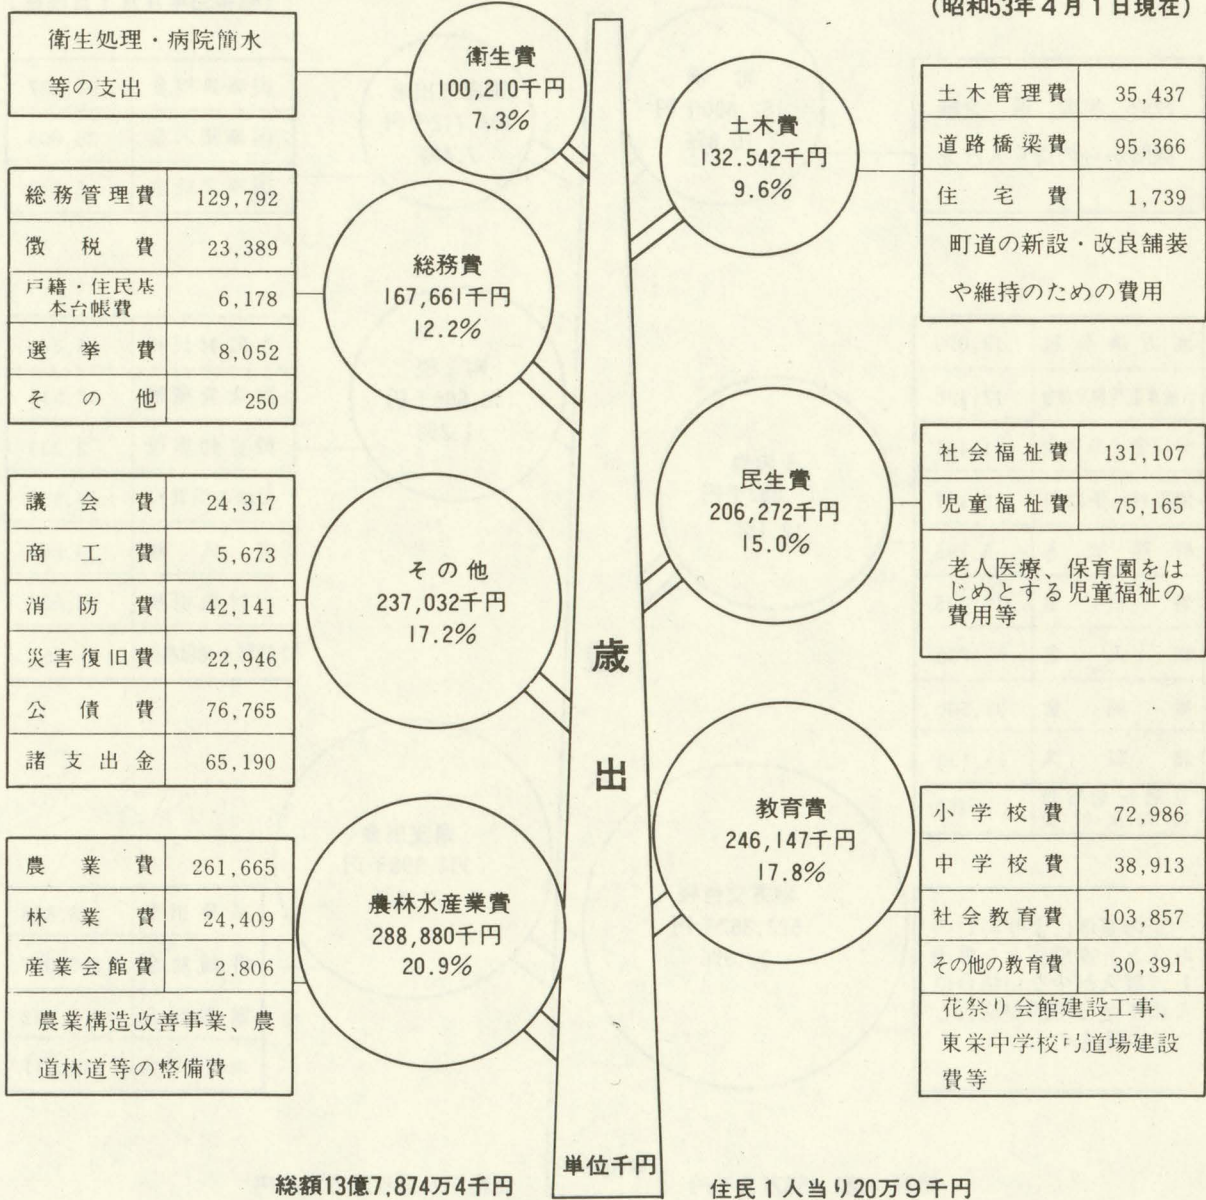 (昭和53年4月1日現在)
衛生処理・病院簡水
等の支出
衛生費
100,210千円
7.3%
土木費
132.542千円
9.6%
土木管理費 35,437
道路橋梁費 95,366
住宅費 1,739
町道の新設・改良舗装
や維持のための費用
総務管理費 129,792
徴税費 23,389
戸籍・住民基
本台帳費 6,178
選挙費 8,052
その他 250
総務費
167,661千円
12.2%
民生費
206,272千円
15.0%
社会福祉費 131,107
児童福祉費 75,165
老人医療、保育園をは
じめとする児童福祉の
費用等
議会費 24,317
商工費 5,673
消防費 42,141
災害復旧費 22,946
公債費 76,765
諸支出金 65,190
その他
237,032千円
17.2%
歳
出
教育費
246,147千円
17.8%
小学校費 72,986
中学校費 38,913
社会教育費 103,857
その他の教育費 30,391
花祭り会館建設工事、
東栄中学校弓道場建設
費等
農業費 261,665
林業費 24,409
産業会館費 2.806
農業構造改善事業、農
道林道等の整備費
農林水産業費
288,880千円
20.9%
単位千円
総額13億7,874万4千円
住民1人当り20万9千円